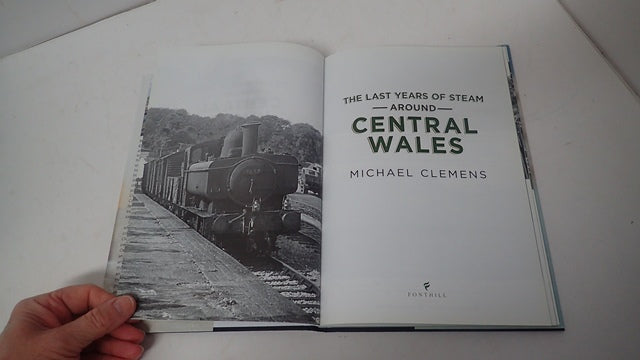 THE LAST YEARS OF STEAM
AROUND
CENTRAL
WALES
MICHAEL CLEMENS
FONTHILL